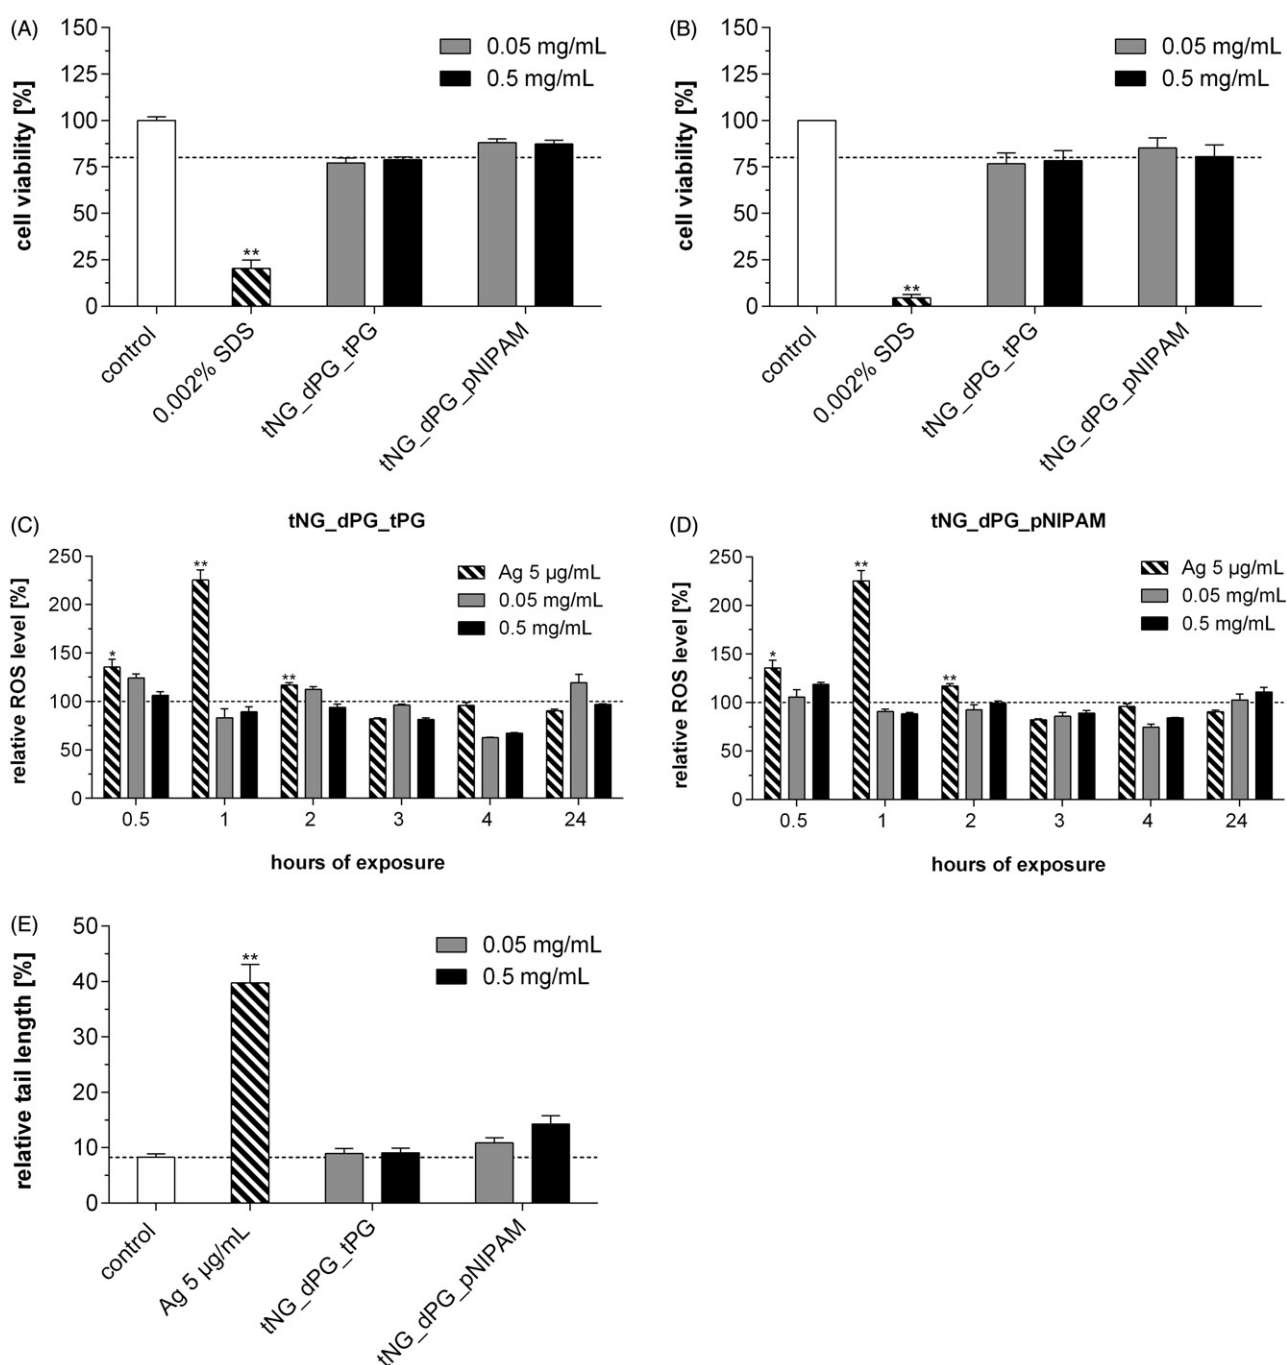 (A)
cell viability [%]
150
125
100
75
50
25
0
0.05 mg/mL
0.5 mg/mL
**
control
0.002% SDS
tNG_dPG_tPG
tNG_dPG_pNIPAM
(B)
cell viability [%]
150
125
100
75
50
25
0
0.05 mg/mL
0.5 mg/mL
**
control
0.002% SDS
tNG_dPG_tPG
tNG_dPG_pNIPAM
(C)
tNG_dPG_tPG
relative ROS level [%]
250
200
150
100
50
0
Ag 5 µg/mL
0.05 mg/mL
0.5 mg/mL
*
**
**
0.5 1 2 3 4 24
hours of exposure
(D)
tNG_dPG_pNIPAM
relative ROS level [%]
250
200
150
100
50
0
Ag 5 µg/mL
0.05 mg/mL
0.5 mg/mL
*
**
**
0.5 1 2 3 4 24
hours of exposure
(E)
relative tail length [%]
50
40
30
20
10
0
0.05 mg/mL
0.5 mg/mL
**
control
Ag 5 µg/mL
tNG_dPG_tPG
tNG_dPG_pNIPAM